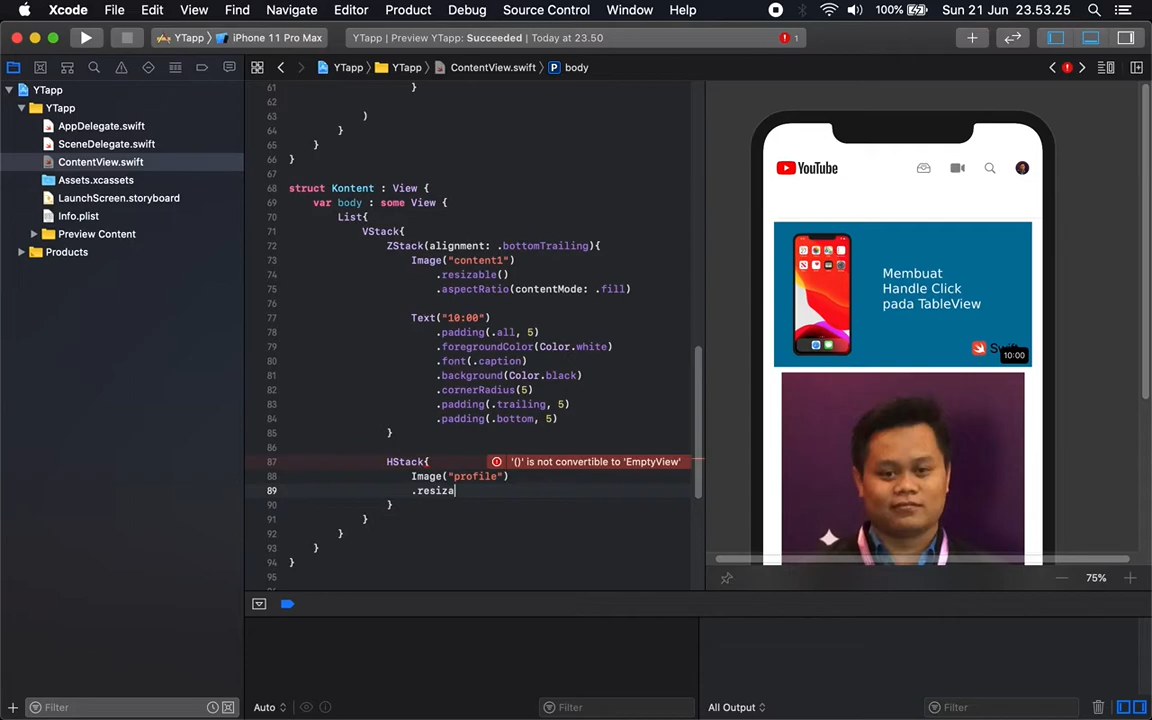 Xcode File Edit View Find Navigate Editor Product Debug Source Control Window Help 100% Sun 21 Jun 23.53.25
YTapp iPhone 11 Pro Max YTapp | Preview YTapp: Succeeded | Today at 23.50 1
YTapp YTapp ContentView.swift P body
YTapp
YTapp
AppDelegate.swift
SceneDelegate.swift
ContentView.swift
Assets.xcassets
LaunchScreen.storyboard
Info.plist
Preview Content
Products
61 }
62
63 )
64 }
65 }
66 }
67
68 struct Kontent : View {
69 var body : some View {
70 List{
71 VStack{
72 ZStack(alignment: .bottomTrailing){
73 Image("content1")
74 .resizable()
75 .aspectRatio(contentMode: .fill)
76
77 Text("10:00")
78 .padding(.all, 5)
79 .foregroundColor(Color.white)
80 .font(.caption)
81 .background(Color.black)
82 .cornerRadius(5)
83 .padding(.trailing, 5)
84 .padding(.bottom, 5)
85 }
86
87 HStack{ '()' is not convertible to 'EmptyView'
88 Image("profile")
89 .resiza
90 }
91 }
92 }
93 }
94 }
95
YouTube
Membuat
Handle Click
pada TableView
10:00
75%
Filter
Auto
Filter
All Output
Filter